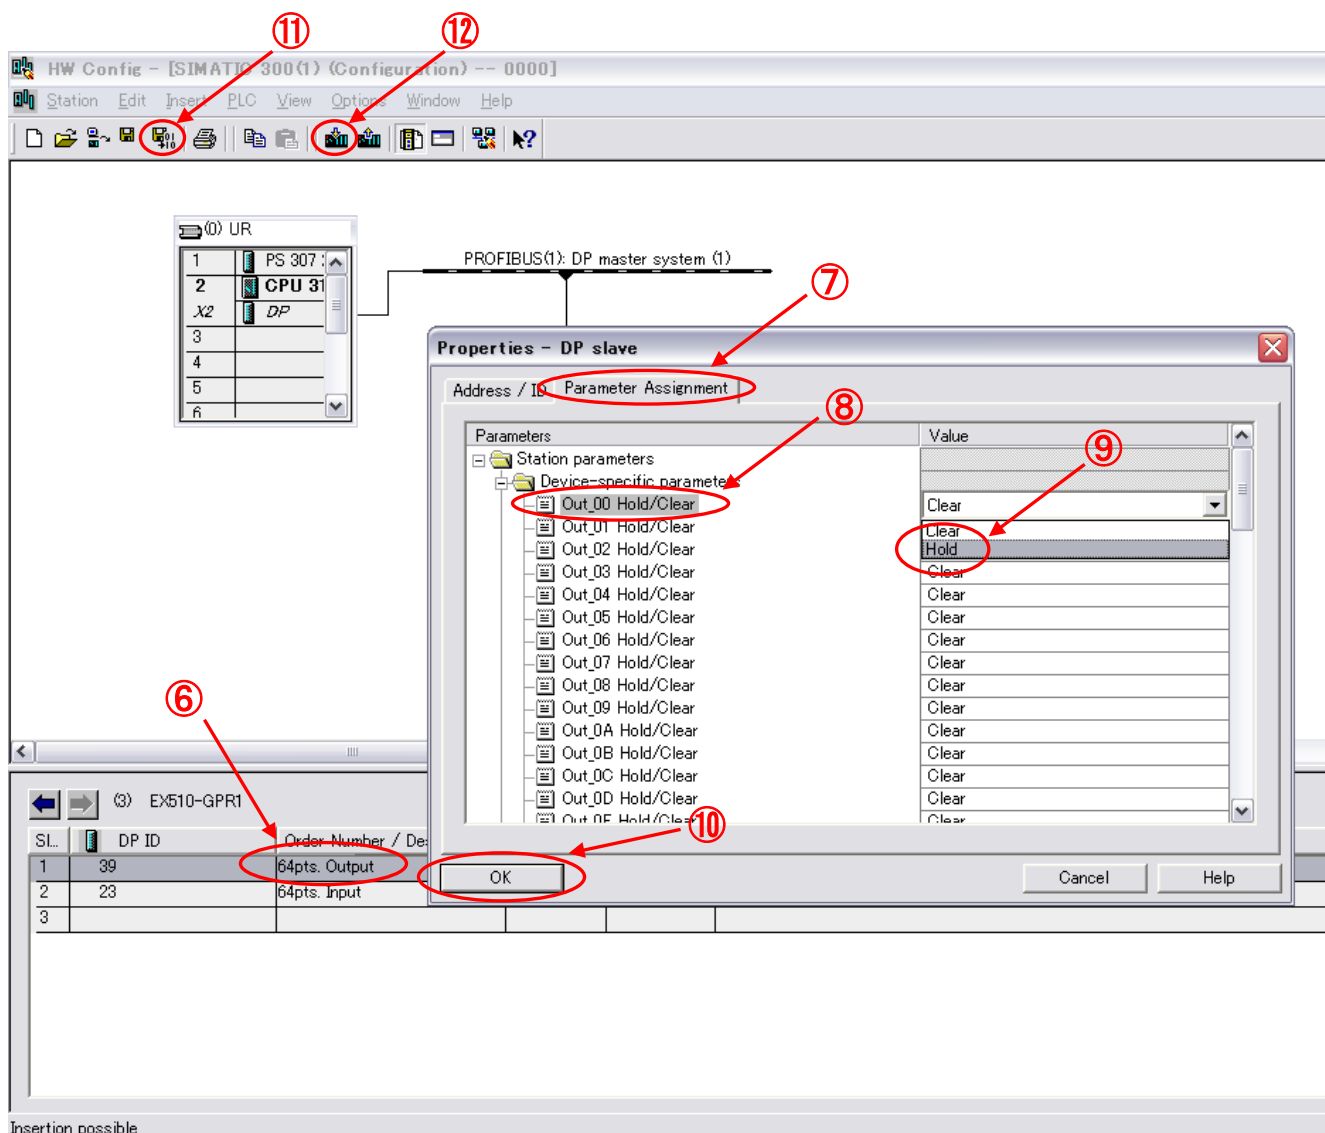 ⑪ ⑫
HW Config - [SIMATIC 300(1) (Configuration) -- 0000]
Station Edit Insert PLC View Options Window Help
(0) UR
1 PS 307
2 CPU 31
X2 DP
3
4
5
6
PROFIBUS(1): DP master system (1)
⑦
Properties - DP slave
Address / ID Parameter Assignment
⑧
Parameters Value
⑨
Station parameters
Device-specific parameters
Out_00 Hold/Clear Clear
Out_01 Hold/Clear Clear
Out_02 Hold/Clear Hold
Out_03 Hold/Clear Clear
Out_04 Hold/Clear Clear
Out_05 Hold/Clear Clear
Out_06 Hold/Clear Clear
Out_07 Hold/Clear Clear
Out_08 Hold/Clear Clear
Out_09 Hold/Clear Clear
Out_0A Hold/Clear Clear
Out_0B Hold/Clear Clear
Out_0C Hold/Clear Clear
Out_0D Hold/Clear Clear
Out_0E Hold/Clear Clear
⑩
OK Cancel Help
⑥
(3) EX510-GPR1
Sl... DP ID Order Number / De
1 39 64pts. Output
2 23 64pts. Input
3
Insertion possible